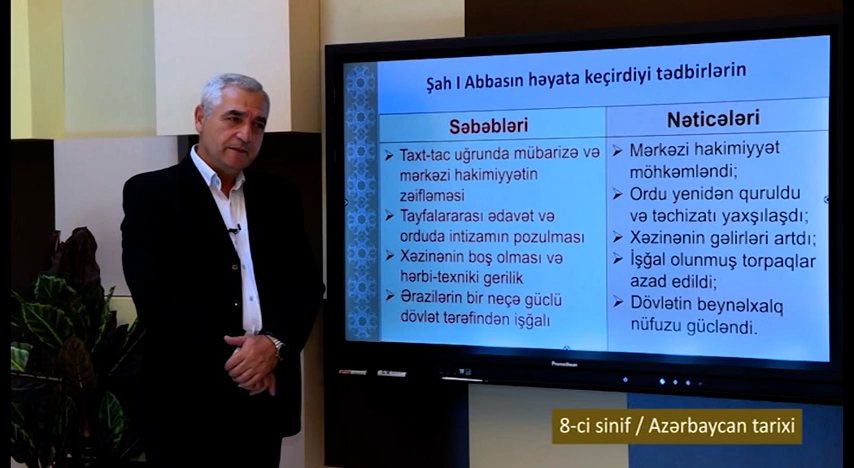 Şah I Abbasın həyata keçirdiyi tədbirlərin
Səbəbləri
Taxt-tac uğrunda mübarizə və
mərkəzi hakimiyyətin
zəifləməsi
Tayfalararası ədavət və
orduda intizamın pozulması
Xəzinənin boş olması və
hərbi-texniki gerilik
Ərazilərin bir neçə güclü
dövlət tərəfindən işğalı
Nəticələri
Mərkəzi hakimiyyət
möhkəmləndi;
Ordu yenidən quruldu
və təchizatı yaxşılaşdı;
Xəzinənin gəlirləri artdı;
İşğal olunmuş torpaqlar
azad edildi;
Dövlətin beynəlxalq
nüfuzu gücləndi.
Promethean
8-ci sinif / Azərbaycan tarixi